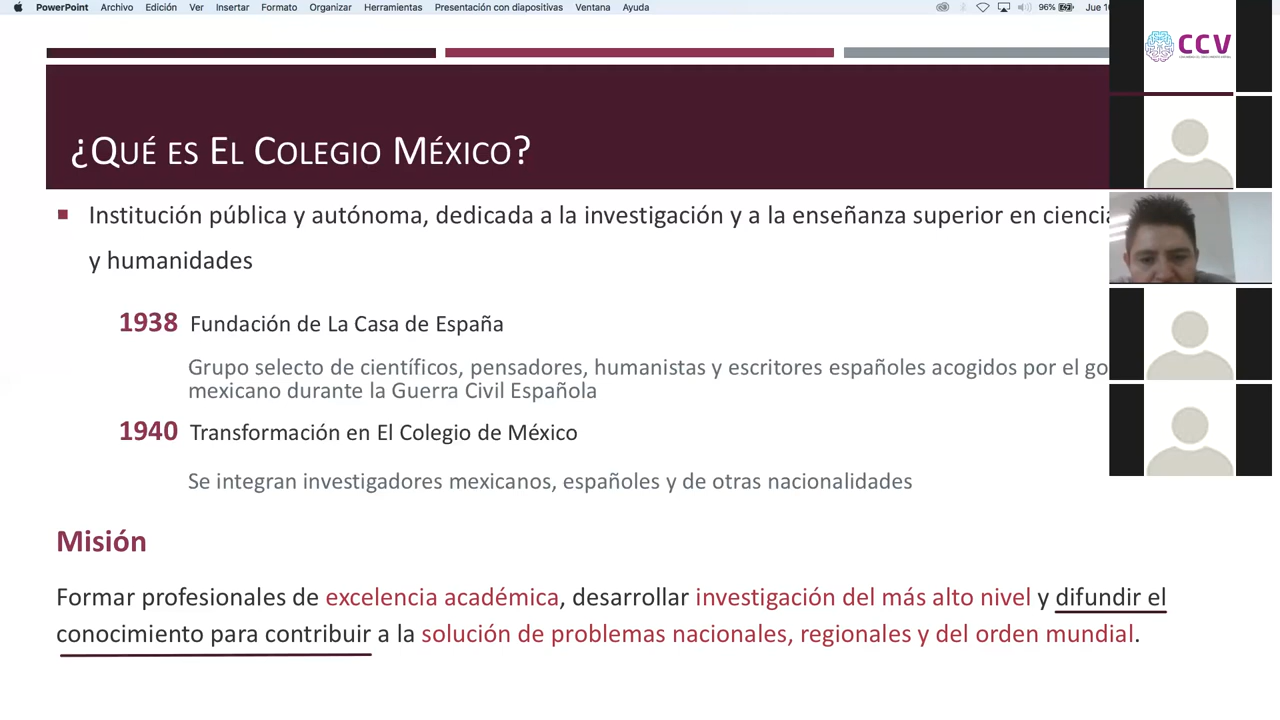 PowerPoint Archivo Edición Ver Insertar Formato Organizar Herramientas Presentación con diapositivas Ventana Ayuda 96% Jue
CCV
¿QUÉ ES EL COLEGIO MÉXICO?
Institución pública y autónoma, dedicada a la investigación y a la enseñanza superior en
y humanidades
1938 Fundación de La Casa de España
Grupo selecto de científicos, pensadores, humanistas y escritores españoles acogidos por el
mexicano durante la Guerra Civil Española
1940 Transformación en El Colegio de México
Se integran investigadores mexicanos, españoles y de otras nacionalidades
Misión
Formar profesionales de excelencia académica, desarrollar investigación del más alto nivel y difundir el
conocimiento para contribuir a la solución de problemas nacionales, regionales y del orden mundial.